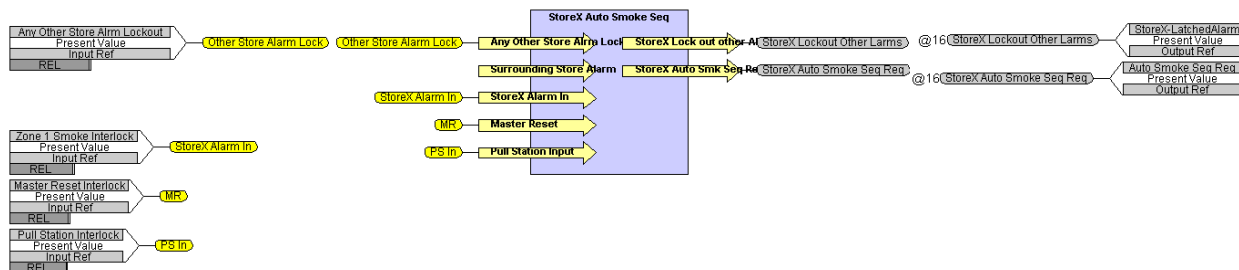 StoreX Auto Smoke Seq
Any Other Store Alrm Lockout
Present Value
Input Ref
REL
Other Store Alarm Lock
Other Store Alarm Lock
Any Other Store Alrm Lock
StoreX Lock out other Al
StoreX Lockout Other Larms
@16
StoreX Lockout Other Larms
StoreX-LatchedAlarm
Present Value
Output Ref
Surrounding Store Alarm
StoreX Auto Smk Seq Re
StoreX Auto Smoke Seq Req
@16
StoreX Auto Smoke Seq Req
Auto Smoke Seq Req
Present Value
Output Ref
StoreX Alarm In
StoreX Alarm In
MR
Master Reset
PS In
Pull Station Input
Zone 1 Smoke Interlock
Present Value
Input Ref
REL
StoreX Alarm In
Master Reset Interlock
Present Value
Input Ref
REL
MR
Pull Station Interlock
Present Value
Input Ref
REL
PS In